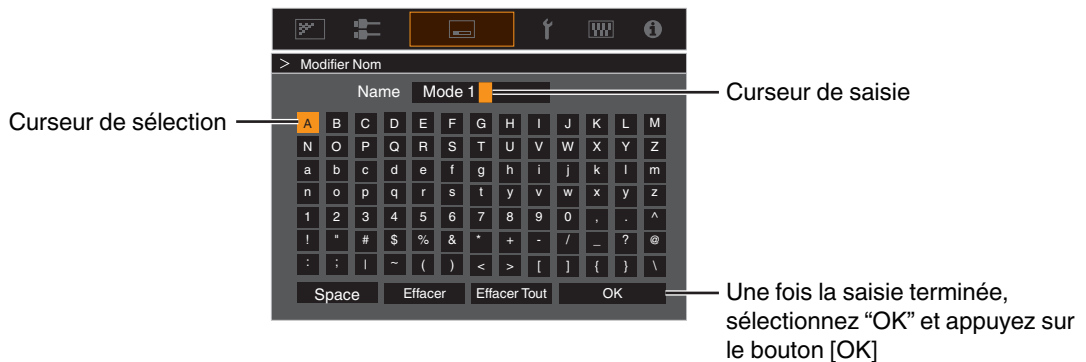 > Modifier Nom
Name Mode 1
Curseur de saisie
Curseur de sélection
A B C D E F G H I J K L M
N O P Q R S T U V W X Y Z
a b c d e f g h i j k l m
n o p q r s t y v w x y z
1 2 3 4 5 6 7 8 9 0 , . ^
! " # $ % & * + - / _ ? @
: ; | ~ ( ) < > [ ] { } \
Space Effacer Effacer Tout OK
Une fois la saisie terminée,
sélectionnez “OK” et appuyez sur
le bouton [OK]